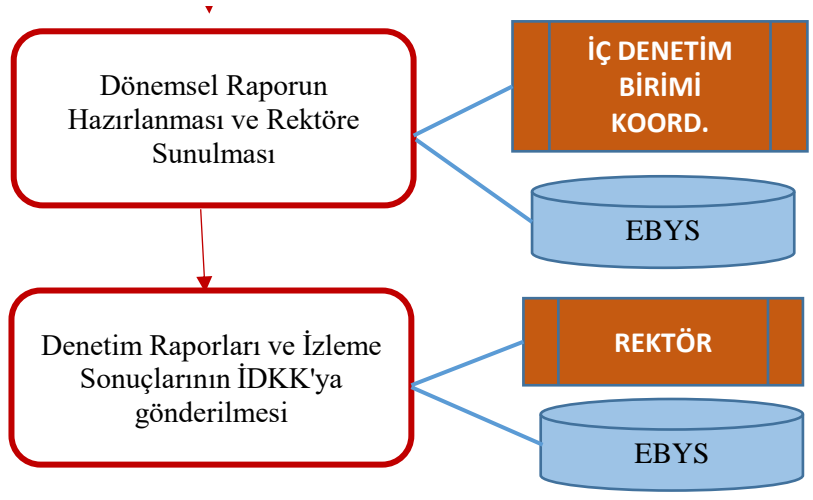 Dönemsel Raporun
Hazırlanması ve Rektöre
Sunulması
İÇ DENETİM
BİRİMİ
KOORD.
EBYS
Denetim Raporları ve İzleme
Sonuçlarının İDKK'ya
gönderilmesi
REKTÖR
EBYS